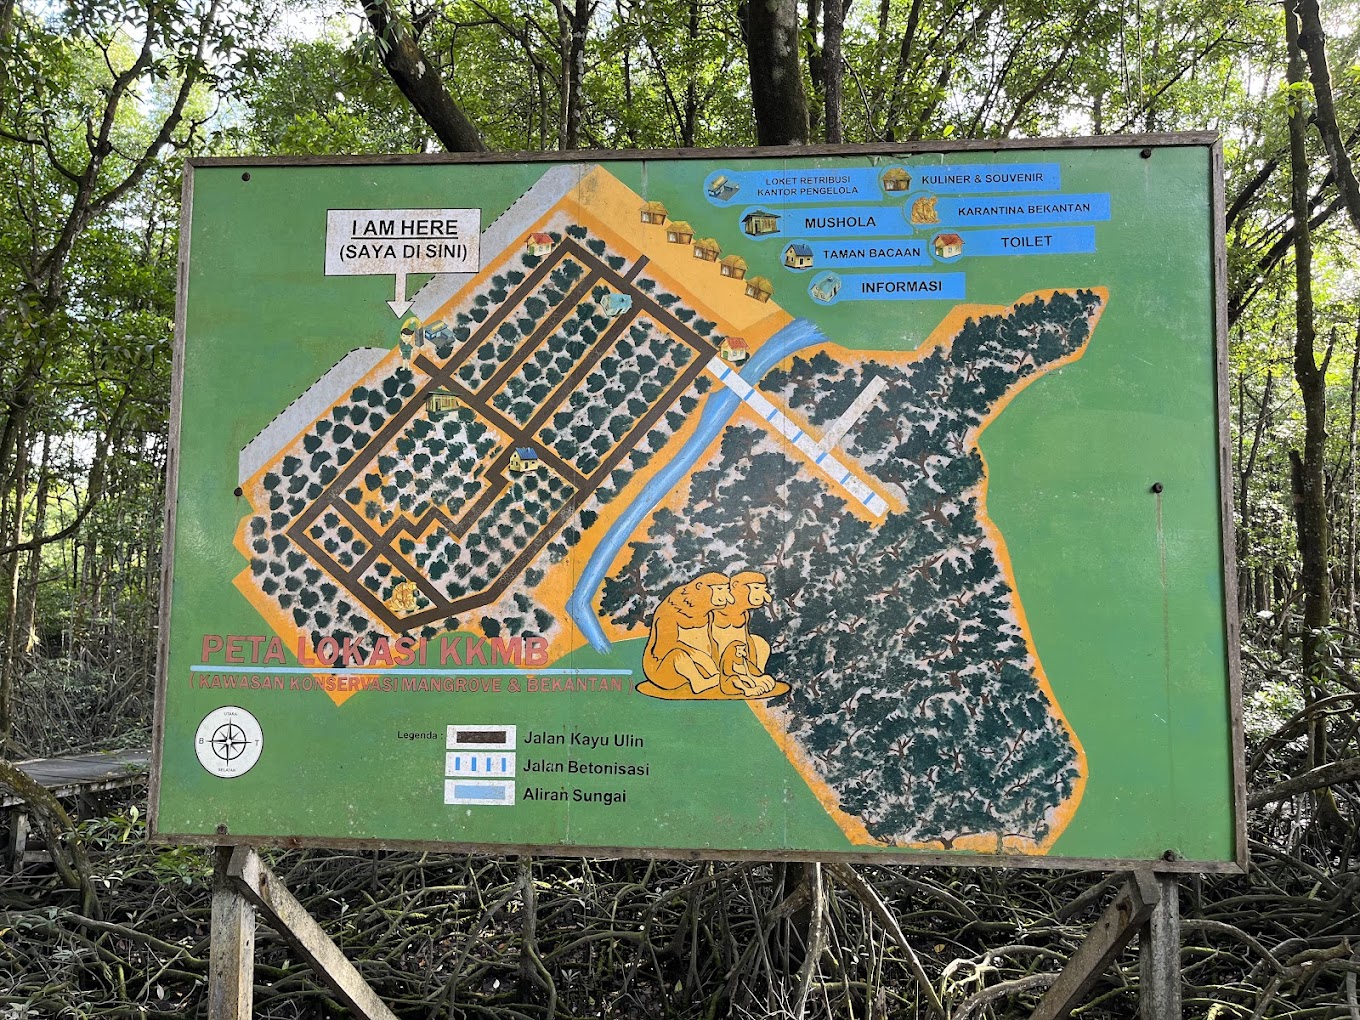 I AM HERE
(SAYA DI SINI)
LOKET RETRIBUSI
KANTOR PENGELOLA
KULINER & SOUVENIR
MUSHOLA
KARANTINA BEKANTAN
TAMAN BACAAN
TOILET
INFORMASI
PETA LOKASI KKMB
( KAWASAN KONSERVASI MANGROVE & BEKANTAN )
UTARA
B
T
SELATAN
Legenda :
Jalan Kayu Ulin
Jalan Betonisasi
Aliran Sungai